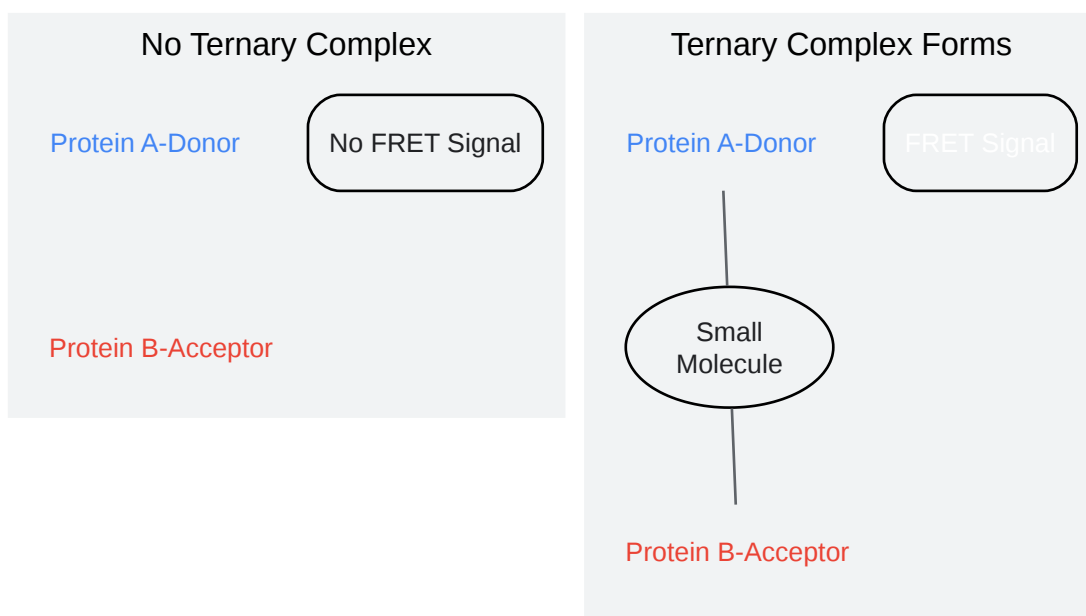 No Ternary Complex
Protein A-Donor
No FRET Signal
Protein B-Acceptor
Ternary Complex Forms
Protein A-Donor
FRET Signal
Small
Molecule
Protein B-Acceptor